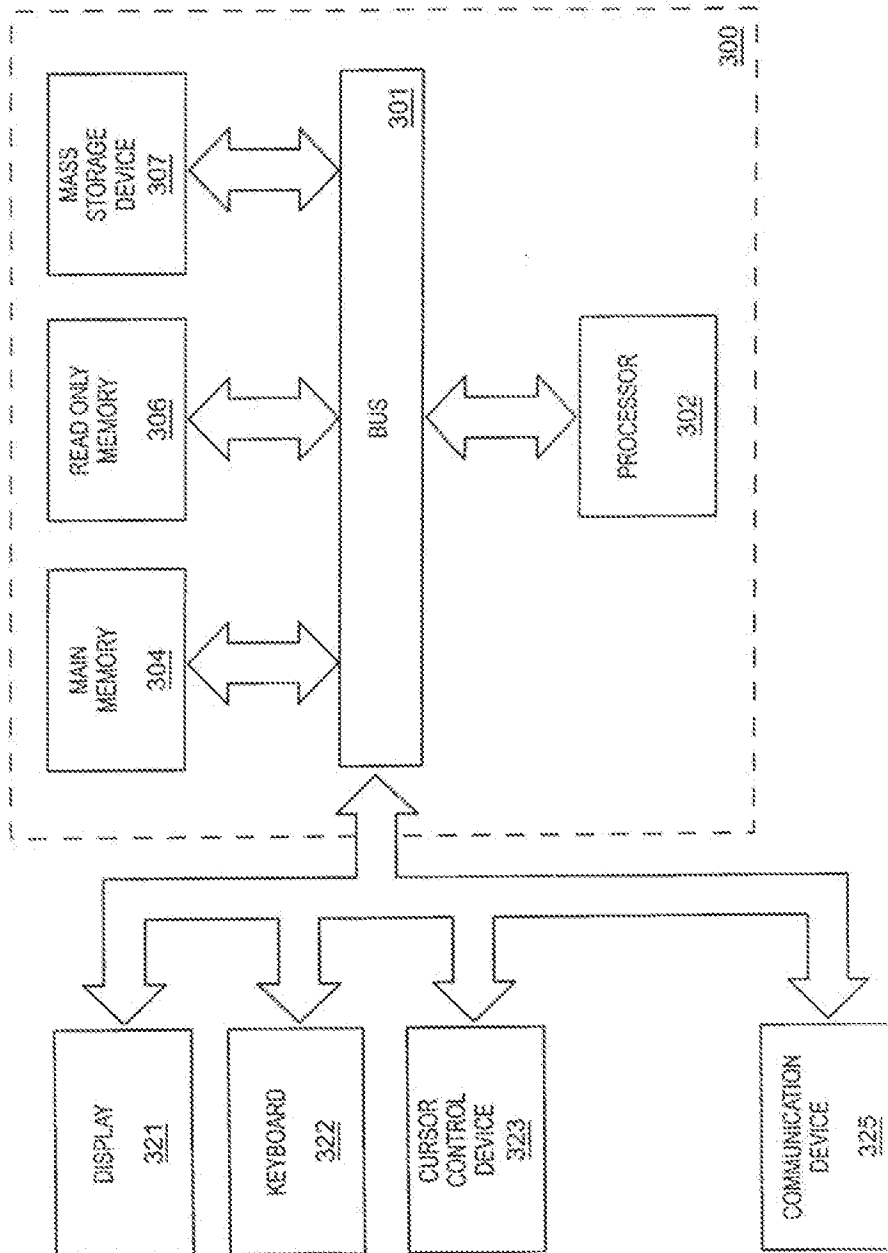 DISPLAY
321
KEYBOARD
322
CURSOR
CONTROL
DEVICE
323
COMMUNICATION
DEVICE
325
MAIN
MEMORY
304
READ ONLY
MEMORY
306
MASS
STORAGE
DEVICE
307
BUS
301
PROCESSOR
302
300